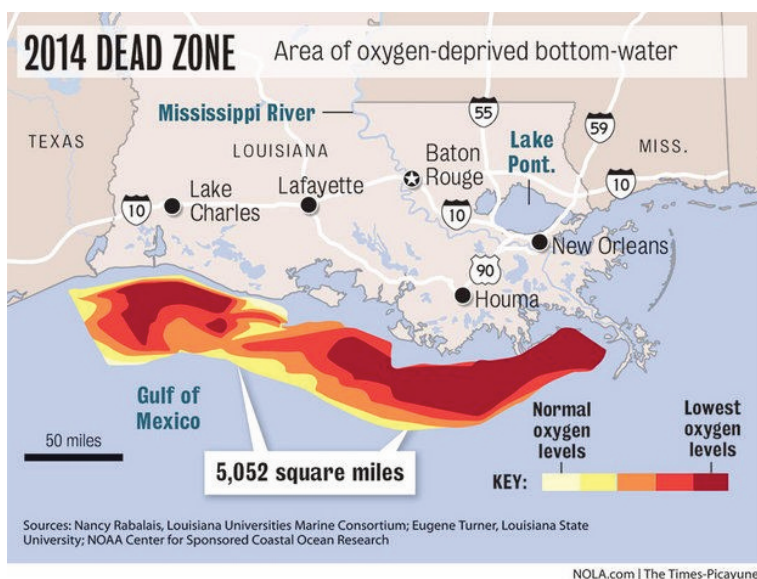 2014 DEAD ZONE
Area of oxygen-deprived bottom-water
Mississippi River
55
59
TEXAS
LOUISIANA
Baton
Rouge
Lake
Pont.
MISS.
10
Lake
Charles
Lafayette
10
10
New Orleans
90
Houma
Gulf of
Mexico
50 miles
5,052 square miles
Normal
oxygen
levels
Lowest
oxygen
levels
KEY:
Sources: Nancy Rabalais, Louisiana Universities Marine Consortium; Eugene Turner, Louisiana State
University; NOAA Center for Sponsored Coastal Ocean Research
NOLA.com | The Times-Picayune